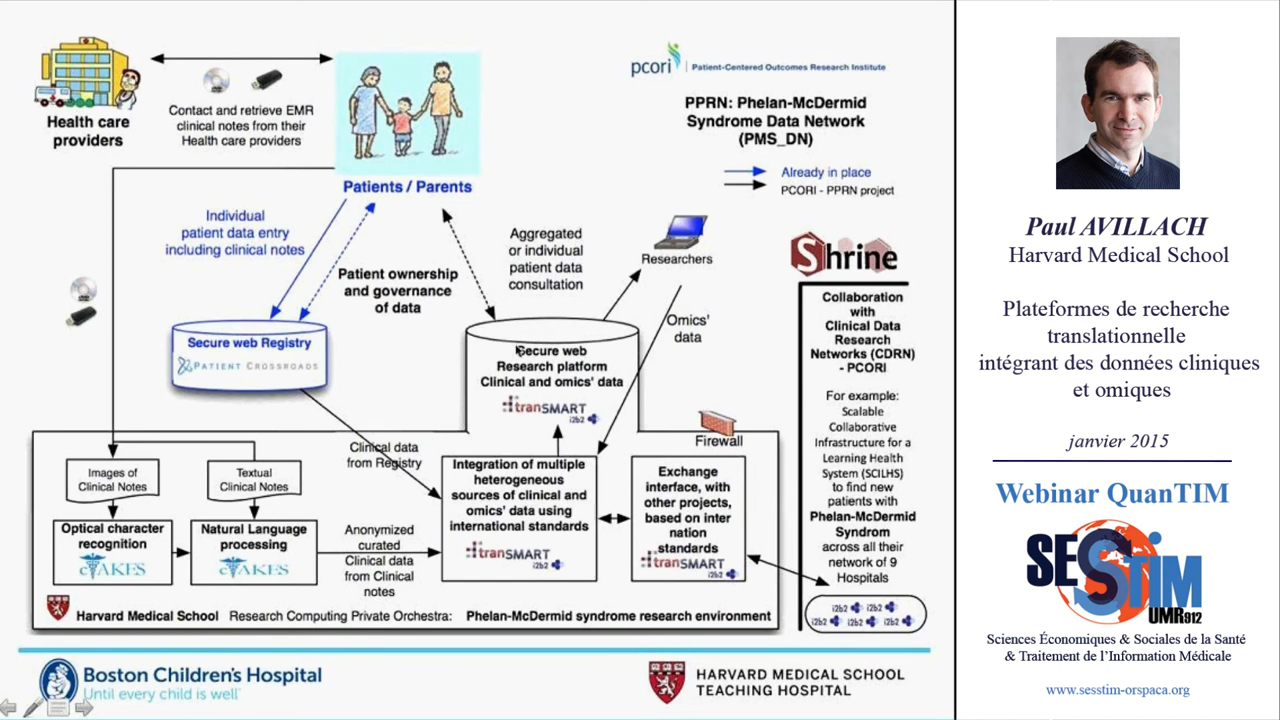 Health care
providers
Contact and retrieve EMR
clinical notes from their
Health care providers
Patients / Parents
pcori
Patient-Centered Outcomes Research Institute
PPRN: Phelan-McDermid
Syndrome Data Network
(PMS_DN)
Already in place
PCORI - PPRN project
Individual
patient data entry
including clinical notes
Patient ownership
and governance
of data
Aggregated
or individual
patient data
consultation
Researchers
Omics'
data
Secure web Registry
PATIENT CROSSROADS
Secure web
Research platform
Clinical and omics' data
tranSMART
i2b2
Firewall
Clinical data
from Registry
Images of
Clinical Notes
Textual
Clinical Notes
Optical character
recognition
cTAKES
Natural Language
processing
cTAKES
Anonymized
curated
Clinical data
from Clinical
notes
Integration of multiple
heterogeneous
sources of clinical and
omics' data using
international standards
tranSMART
i2b2
Exchange
interface, with
other projects,
based on inter
nation
standards
tranSMART
i2b2
Harvard Medical School Research Computing Private Orchestra: Phelan-McDermid syndrome research environment
Shrine
Collaboration
with
Clinical Data
Research
Networks (CDRN)
- PCORI
For example:
Scalable
Collaborative
Infrastructure for a
Learning Health
System (SCILHS)
to find new
patients with
Phelan-McDermid
Syndrom
across all their
network of 9
Hospitals
i2b2 i2b2
i2b2 i2b2 i2b2
Boston Children's Hospital
Until every child is well
HARVARD MEDICAL SCHOOL
TEACHING HOSPITAL
Paul AVILLACH
Harvard Medical School
Plateformes de recherche
translationnelle
intégrant des données cliniques
et omiques
janvier 2015
Webinar QuanTIM
SESSTIM
UMR912
Sciences Économiques & Sociales de la Santé
& Traitement de l'Information Médicale
www.sesstim-orspaca.org